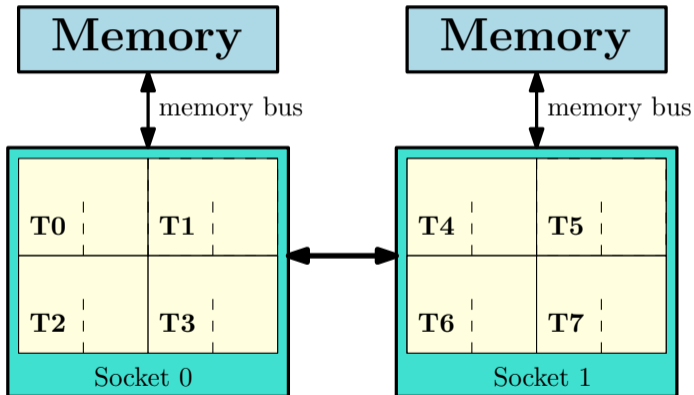 Memory Memory
memory bus memory bus
T0 T1 T4 T5
T2 T3 T6 T7
Socket 0 Socket 1